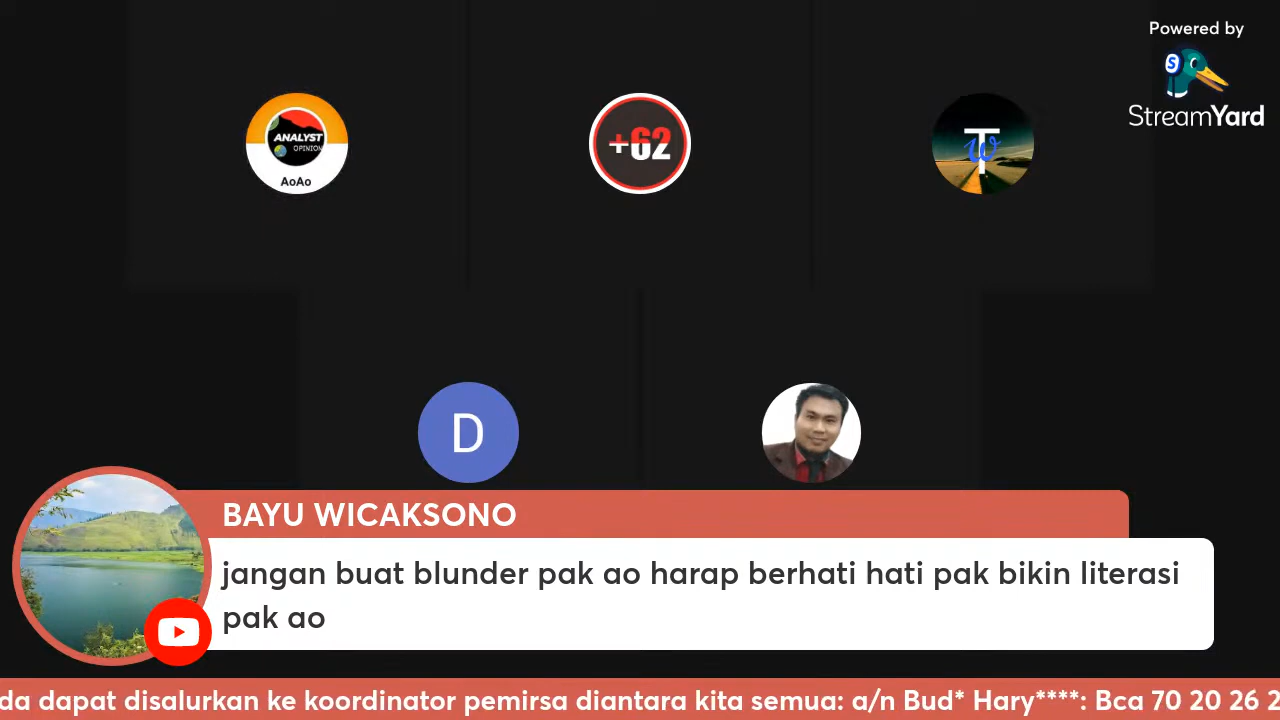 Powered by
S
StreamYard
ANALYST
OPINION
AoAo
+62
T
w
D
BAYU WICAKSONO
jangan buat blunder pak ao harap berhati hati pak bikin literasi
pak ao
da dapat disalurkan ke koordinator pemirsa diantara kita semua: a/n Bud* Hary****: Bca 70 20 26 2